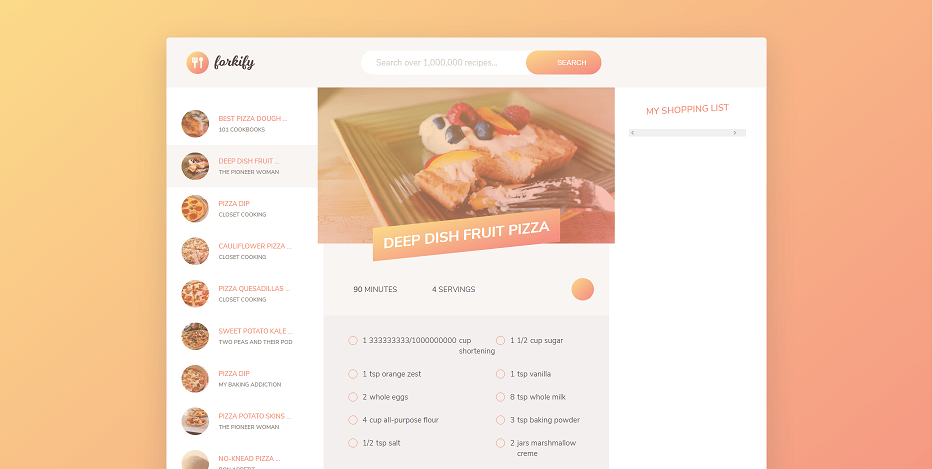 forkify
Search over 1,000,000 recipes...
SEARCH
BEST PIZZA DOUGH ...
101 COOKBOOKS
DEEP DISH FRUIT ...
THE PIONEER WOMAN
PIZZA DIP
CLOSET COOKING
CAULIFLOWER PIZZA ...
CLOSET COOKING
PIZZA QUESADILLAS ...
CLOSET COOKING
SWEET POTATO KALE ...
TWO PEAS AND THEIR POD
PIZZA DIP
MY BAKING ADDICTION
PIZZA POTATO SKINS ...
THE PIONEER WOMAN
NO-KNEAD PIZZA ...
BON APPETIT
DEEP DISH FRUIT PIZZA
90 MINUTES
4 SERVINGS
1 333333333/1000000000 cup
shortening
1 1/2 cup sugar
1 tsp orange zest
1 tsp vanilla
2 whole eggs
8 tsp whole milk
4 cup all-purpose flour
3 tsp baking powder
1/2 tsp salt
2 jars marshmallow
creme
MY SHOPPING LIST